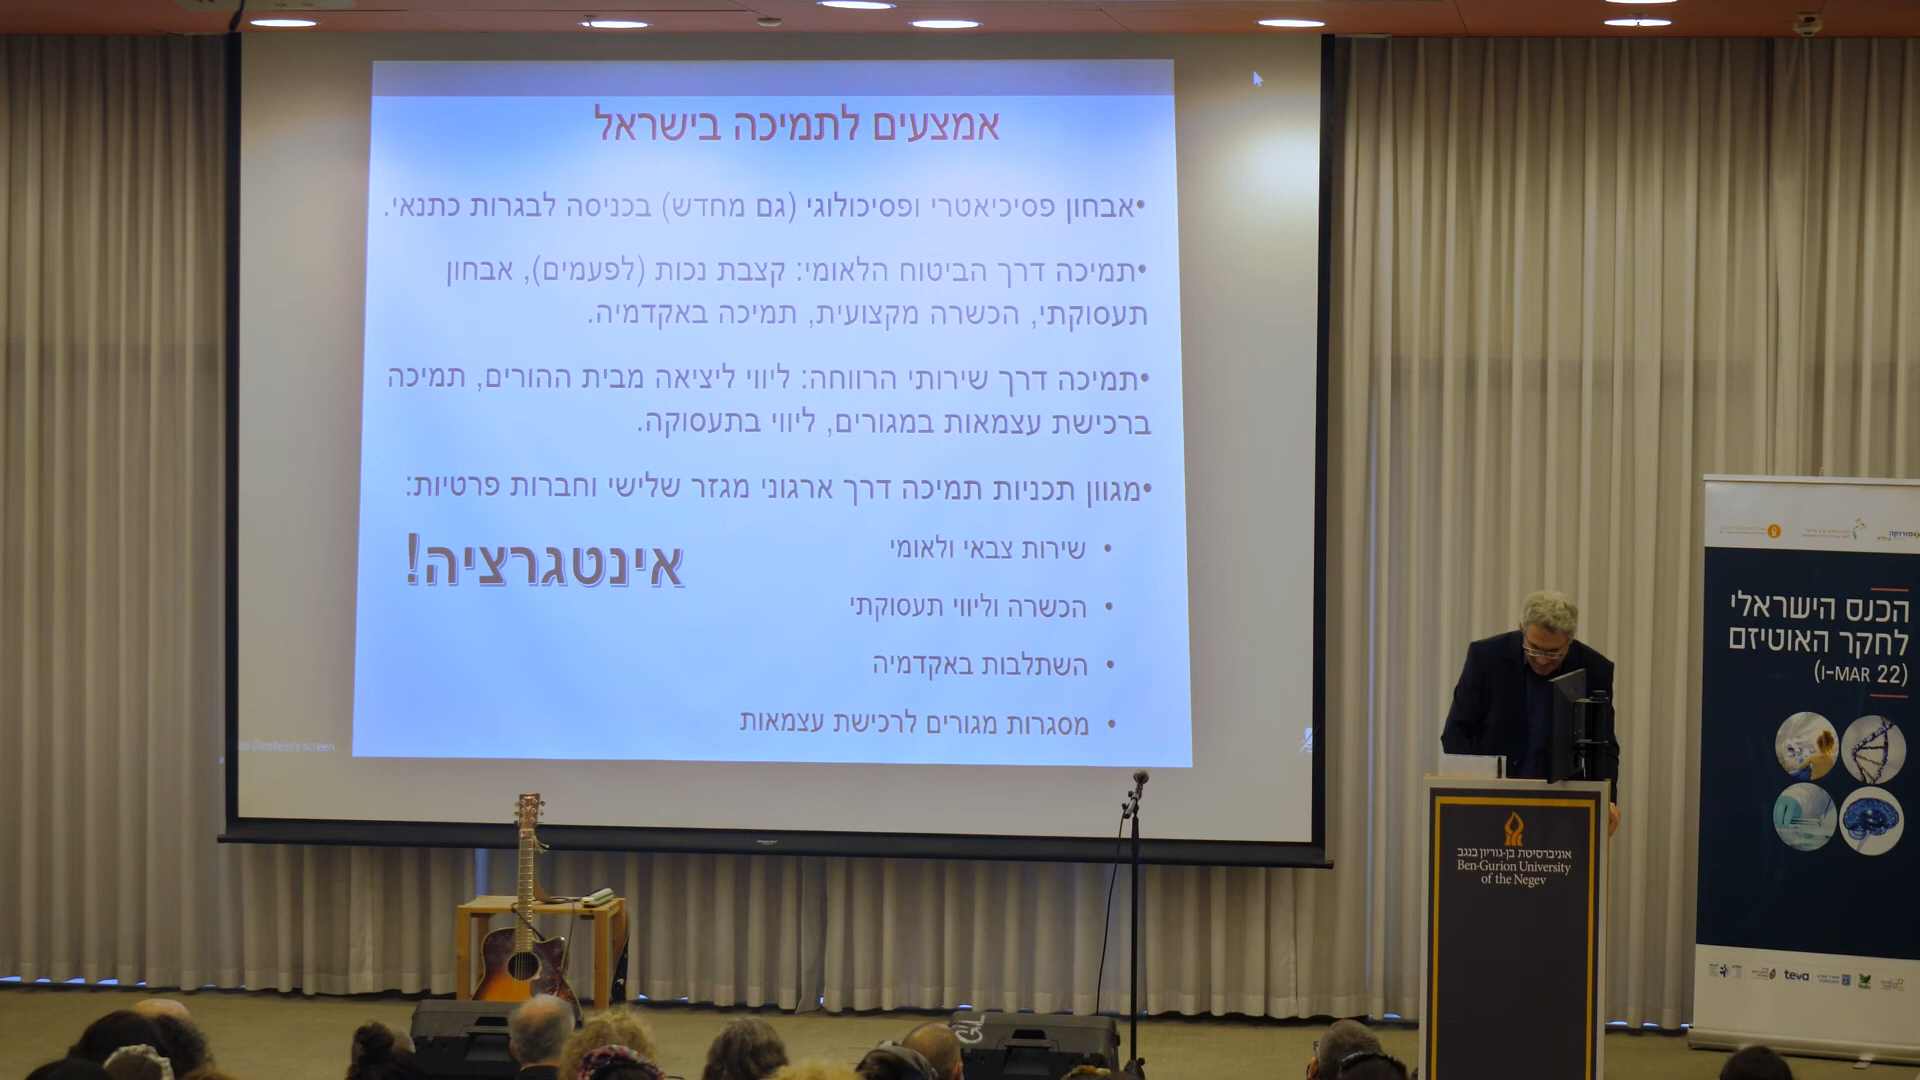 אמצעים לתמיכה בישראל
•אבחון פסיכיאטרי ופסיכולוגי (גם מחדש) בכניסה לבגרות כתנאי.
•תמיכה דרך הביטוח הלאומי: קצבת נכות (לפעמים), אבחון
תעסוקתי, הכשרה מקצועית, תמיכה באקדמיה.
•תמיכה דרך שירותי הרווחה: ליווי ליציאה מבית ההורים, תמיכה
ברכישת עצמאות במגורים, ליווי בתעסוקה.
•מגוון תכניות תמיכה דרך ארגוני מגזר שלישי וחברות פרטיות:
• שירות צבאי ולאומי
• הכשרה וליווי תעסוקתי
• השתלבות באקדמיה
• מסגרות מגורים לרכישת עצמאות
אינטגרציה!
screen
אוניברסיטת בן-גוריון בנגב
Ben-Gurion University
of the Negev
סורוקה
הכנס הישראלי
לחקר האוטיזם
(I-MAR 22)
teva